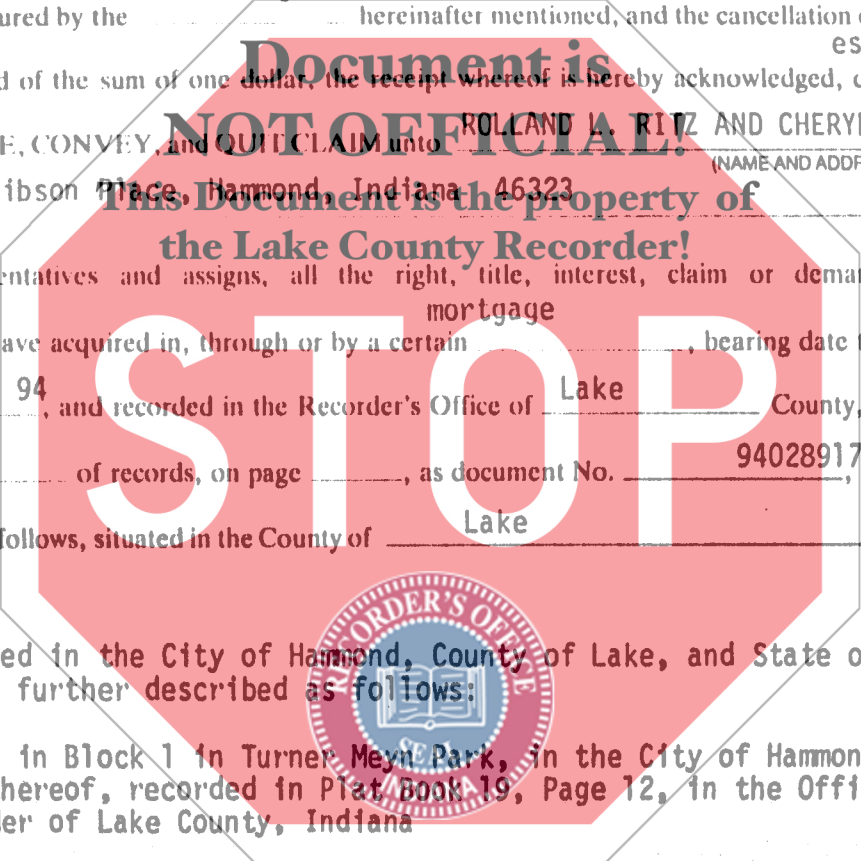 ured by the hereinafter mentioned, and the cancellation
es
Document is
d of the sum of one dollar, the receipt whereof is hereby acknowledged,
NOT OFFICIAL!
ROLLAND L. RITZ AND CHERY
E, CONVEY, and QUIT CLAIM unto
(NAME AND ADDR
ibson Place, Hammond, Indiana 46323
This Document is the property of
the Lake County Recorder!
entatives and assigns, all the right, title, interest, claim or deman
mortgage
ave acquired in, through or by a certain , bearing date
94 , and recorded in the Recorder's Office of Lake County,
STOP
of records, on page , as document No. 94028917,
follows, situated in the County of Lake
RECORDER'S OFFICE
ed in the City of Hammond, County of Lake, and State o
further described as follows:
SEAL
in Block 1 in Turner Meyn Park, in the City of Hammon
INDIANA
hereof, recorded in Plat Book 19, Page 12, in the Offi
er of Lake County, Indiana